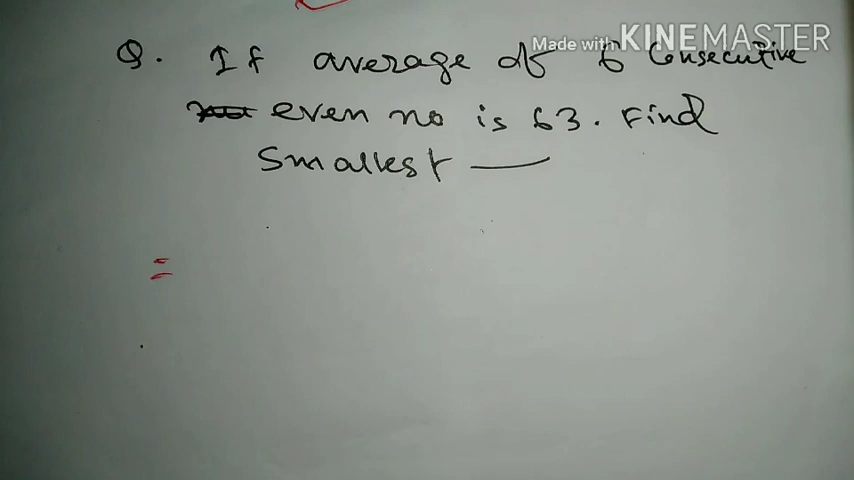 Made with KINEMASTER
Q. If average of 6 Consecutive
even no is 63. Find
Smallest —
=